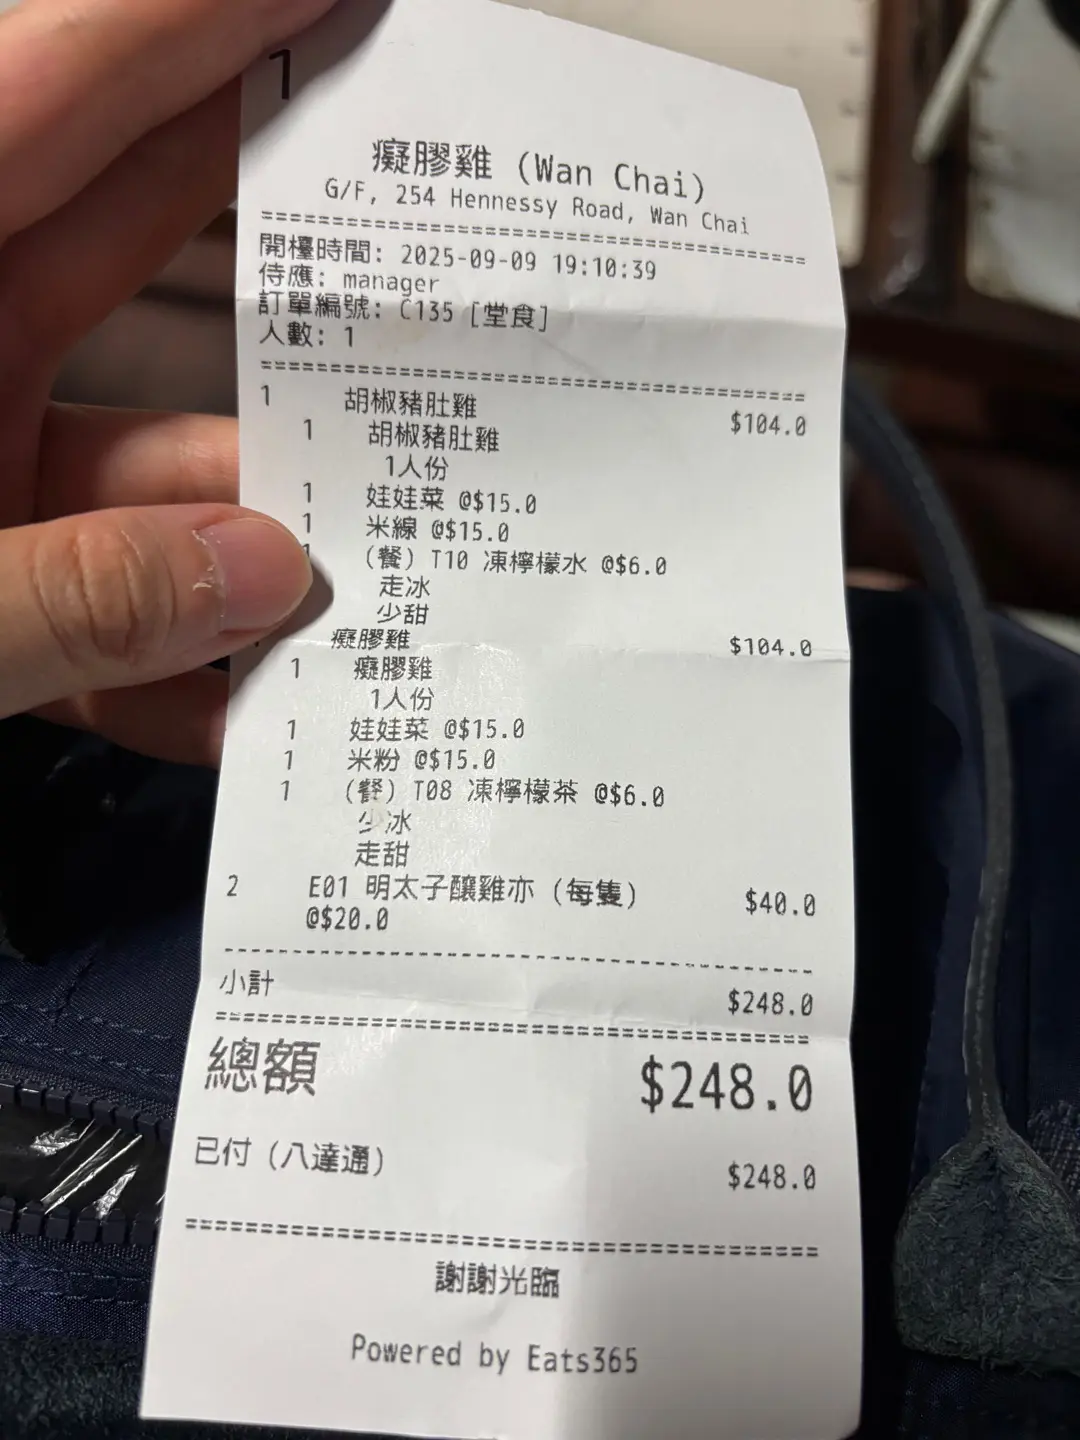 1
癡膠雞 (Wan Chai)
G/F, 254 Hennessy Road, Wan Chai
開檯時間: 2025-09-09 19:10:39
侍應: manager
訂單編號: C135 [堂食]
人數: 1
1 胡椒豬肚雞 $104.0
1 胡椒豬肚雞
1人份
1 娃娃菜 @$15.0
1 米線 @$15.0
1 (餐) T10 凍檸檬水 @$6.0
走冰
少甜
癡膠雞 $104.0
1 癡膠雞
1人份
1 娃娃菜 @$15.0
1 米粉 @$15.0
1 (餐) T08 凍檸檬茶 @$6.0
少冰
走甜
2 E01 明太子釀雞亦 (每隻) $40.0
@$20.0
小計 $248.0
總額 $248.0
已付 (八達通) $248.0
謝謝光臨
Powered by Eats365